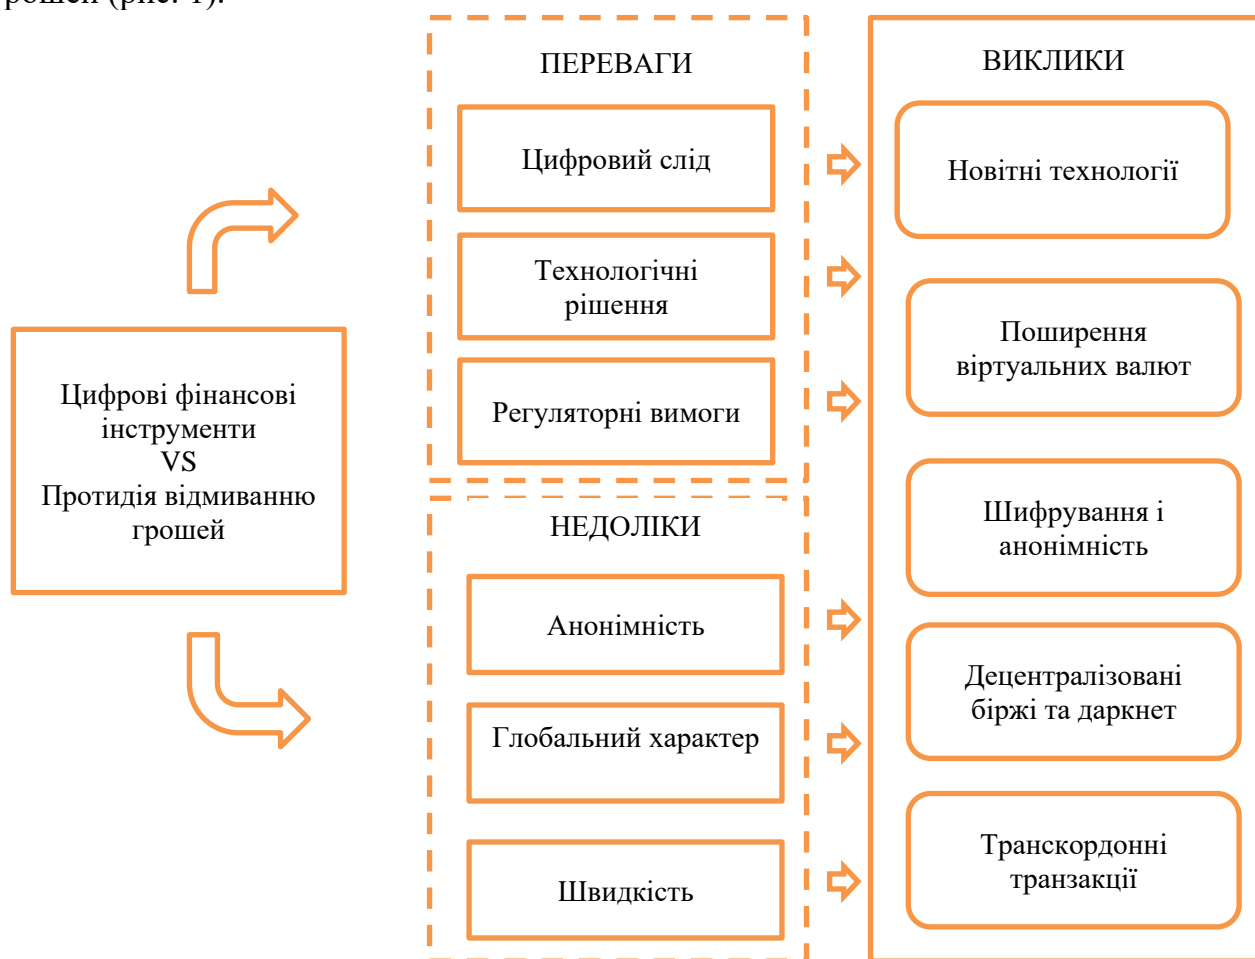 рошей (рис. 1).
Цифрові фінансові
інструменти
VS
Протидія відмиванню
грошей
ПЕРЕВАГИ
Цифровий слід
Технологічні
рішення
Регуляторні вимоги
НЕДОЛІКИ
Анонімність
Глобальний характер
Швидкість
ВИКЛИКИ
Новітні технології
Поширення
віртуальних валют
Шифрування і
анонімність
Децентралізовані
біржі та даркнет
Транскордонні
транзакції